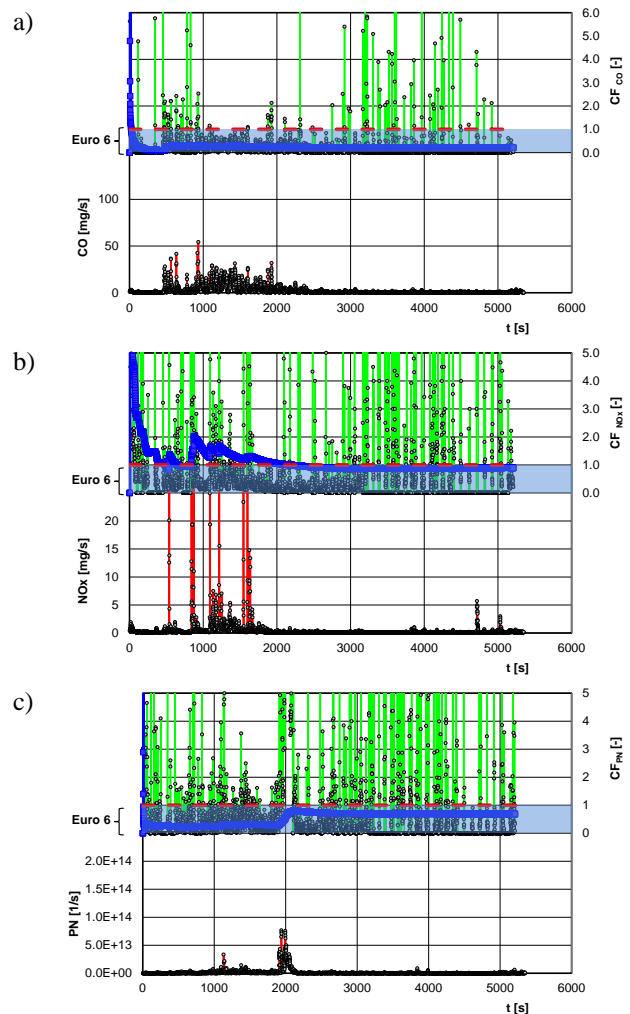 a)
6.0
5.0
4.0
3.0
2.0
1.0
0.0
CF CO [-]
Euro 6
100
50
0
CO [mg/s]
0 1000 2000 3000 4000 5000 6000
t [s]
b)
5.0
4.0
3.0
2.0
1.0
0.0
CF NOx [-]
Euro 6
20
15
10
5
0
NOx [mg/s]
0 1000 2000 3000 4000 5000 6000
t [s]
c)
5
4
3
2
1
0
CF PN [-]
Euro 6
2.0E+14
1.5E+14
1.0E+14
5.0E+13
0.0E+00
PN [1/s]
0 1000 2000 3000 4000 5000 6000
t [s]